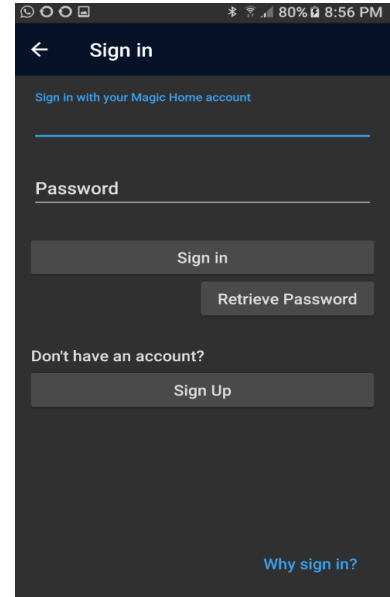 80% 8:56 PM
Sign in
Sign in with your Magic Home account
Password
Sign in
Retrieve Password
Don't have an account?
Sign Up
Why sign in?